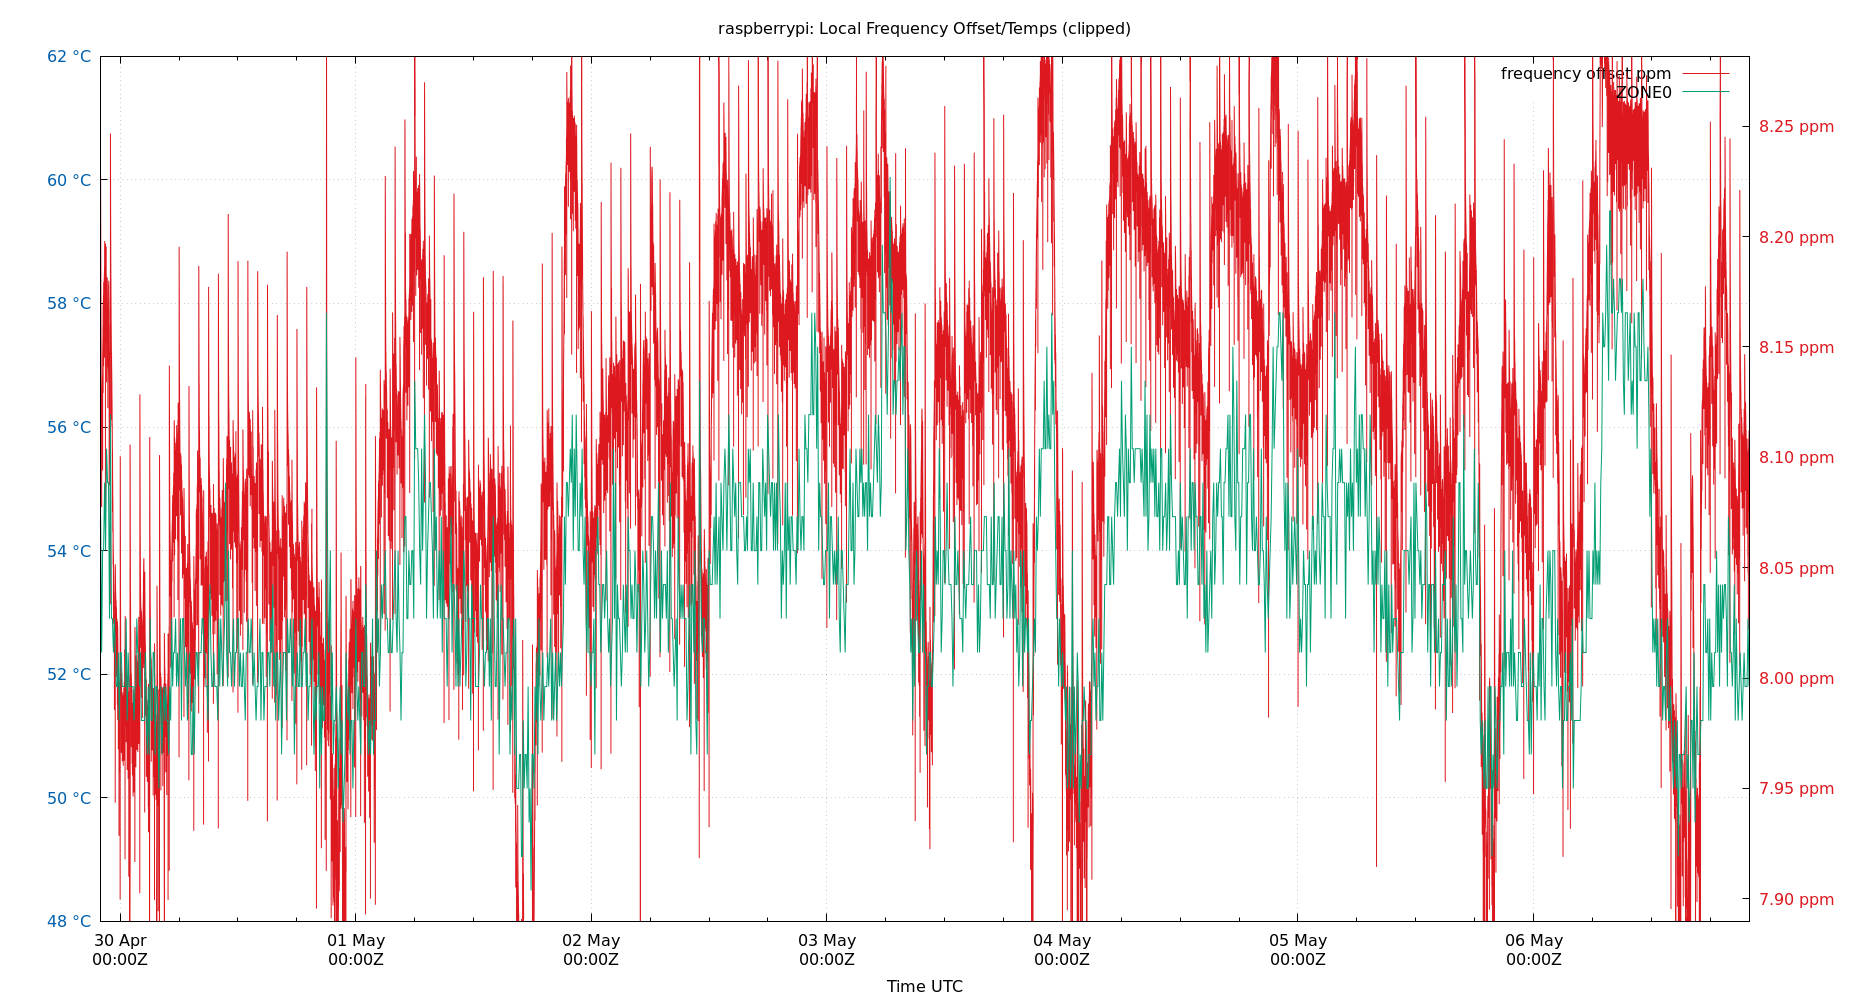 raspberrypi: Local Frequency Offset/Temps (clipped)
62 °C
60 °C
58 °C
56 °C
54 °C
52 °C
50 °C
48 °C
frequency offset ppm
ZONE0
8.25 ppm
8.20 ppm
8.15 ppm
8.10 ppm
8.05 ppm
8.00 ppm
7.95 ppm
7.90 ppm
30 Apr
00:00Z
01 May
00:00Z
02 May
00:00Z
03 May
00:00Z
04 May
00:00Z
05 May
00:00Z
06 May
00:00Z
Time UTC